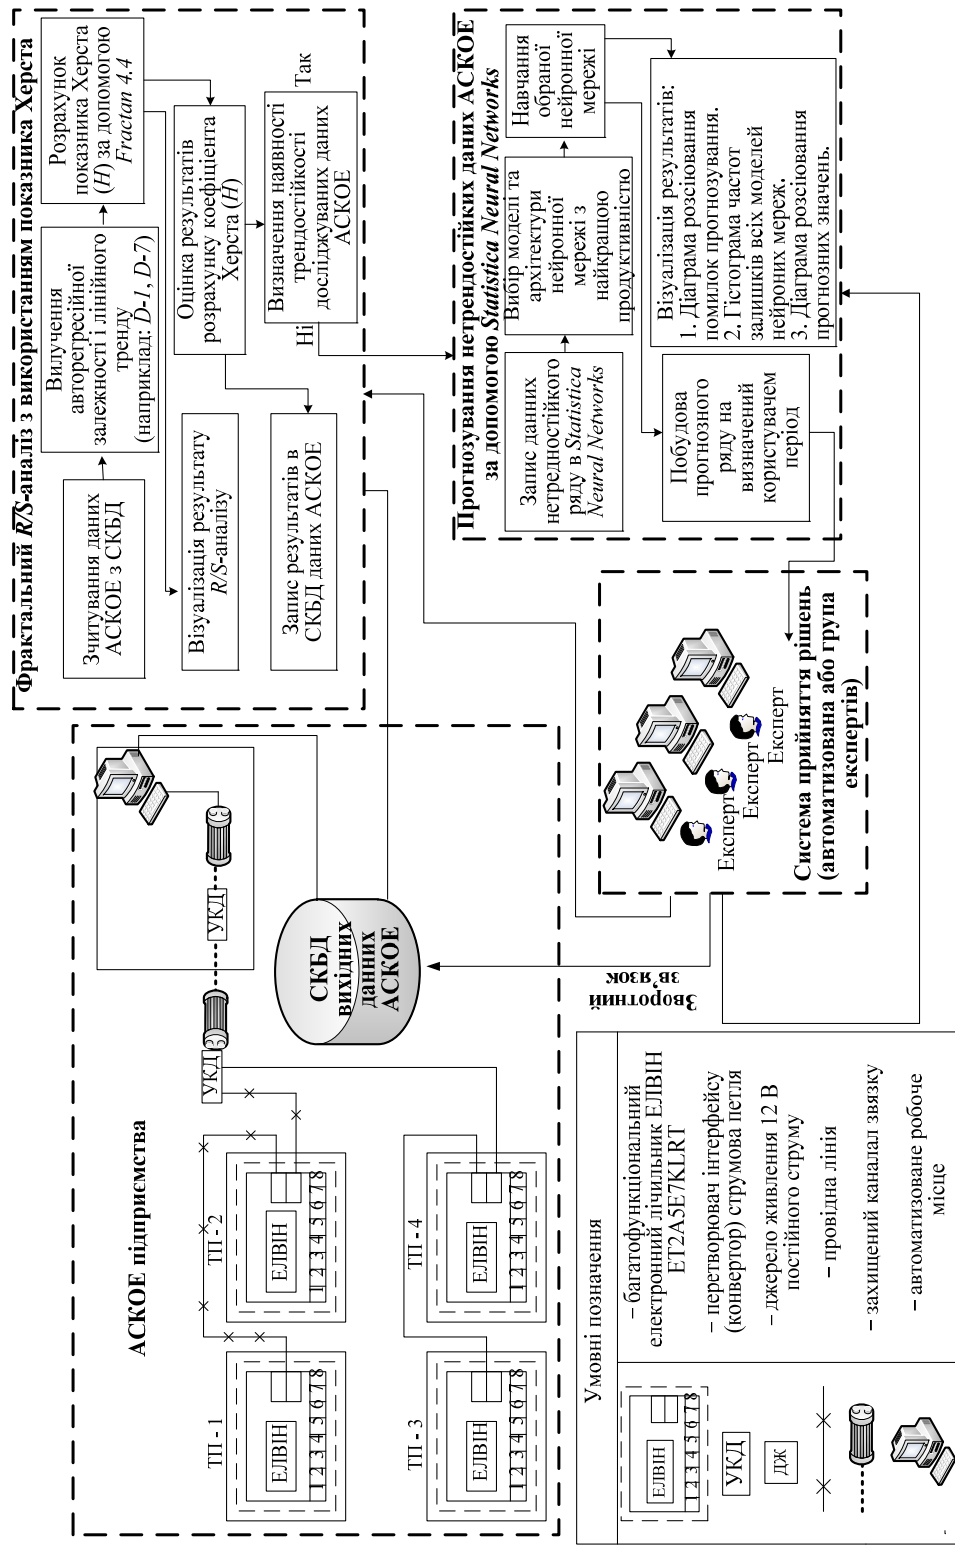 АСКОЕ підприємства
ТП - 1
ЕЛВІН
1 2 3 4 5 6 7 8
ТП - 2
ЕЛВІН
1 2 3 4 5 6 7 8
ТП - 3
ЕЛВІН
1 2 3 4 5 6 7 8
ТП - 4
ЕЛВІН
1 2 3 4 5 6 7 8
УКД
УКД
СКБД
вихідних
данних
АСКОЕ
Фрактальний R/S-аналіз з використанням показника Херста
Зчитування даних
АСКОЕ з СКБД
Вилучення
авторегресійної
залежності і лінійного
тренду
(наприклад: D-1, D-7)
Розрахунок
показника Херста
(H) за допомогою
Fractan 4.4
Візуалізація результату
R/S-аналізу
Оцінка результатів
розрахунку коефіцієнта
Херста (H)
Запис результатів в
СКБД даних АСКОЕ
Визначення наявності
трендостійкості
досліджуваних даних
АСКОЕ
Ні
Так
Прогнозування нетрендостійких даних АСКОЕ
за допомогою Statistica Neural Networks
Запис данних
нетредностійкого
ряду в Statistica
Neural Networks
Вибір моделі та
архітектури
нейронної
мережі з
найкращою
продуктивністю
Навчання
обраної
нейронної
мережі
Побудова
прогнозного
ряду на
визначений
користувачем
період
Візуалізація результатів:
1. Діаграма розсіювання
помилок прогнозування.
2. Гістограма частот
залишків всіх моделей
нейроних мереж.
3. Діаграма розсіювання
прогнозних значень.
Експерт
Експерт
Експерт
Система прийняття рішень
(автоматизована або група
експертів)
Зворотний
зв’язок
Умовні позначення
ЕЛВІН
1 2 3 4 5 6 7 8
– багатофункціональний
електронний лічильник ЕЛВІН
ET2A5E7KLRT
УКД
– перетворювач інтерфейсу
(конвертор) струмова петля
ДЖ
– джерело живлення 12 В
постійного струму
– провідна лінія
– захищений каналал звязку
– автоматизоване робоче
місце